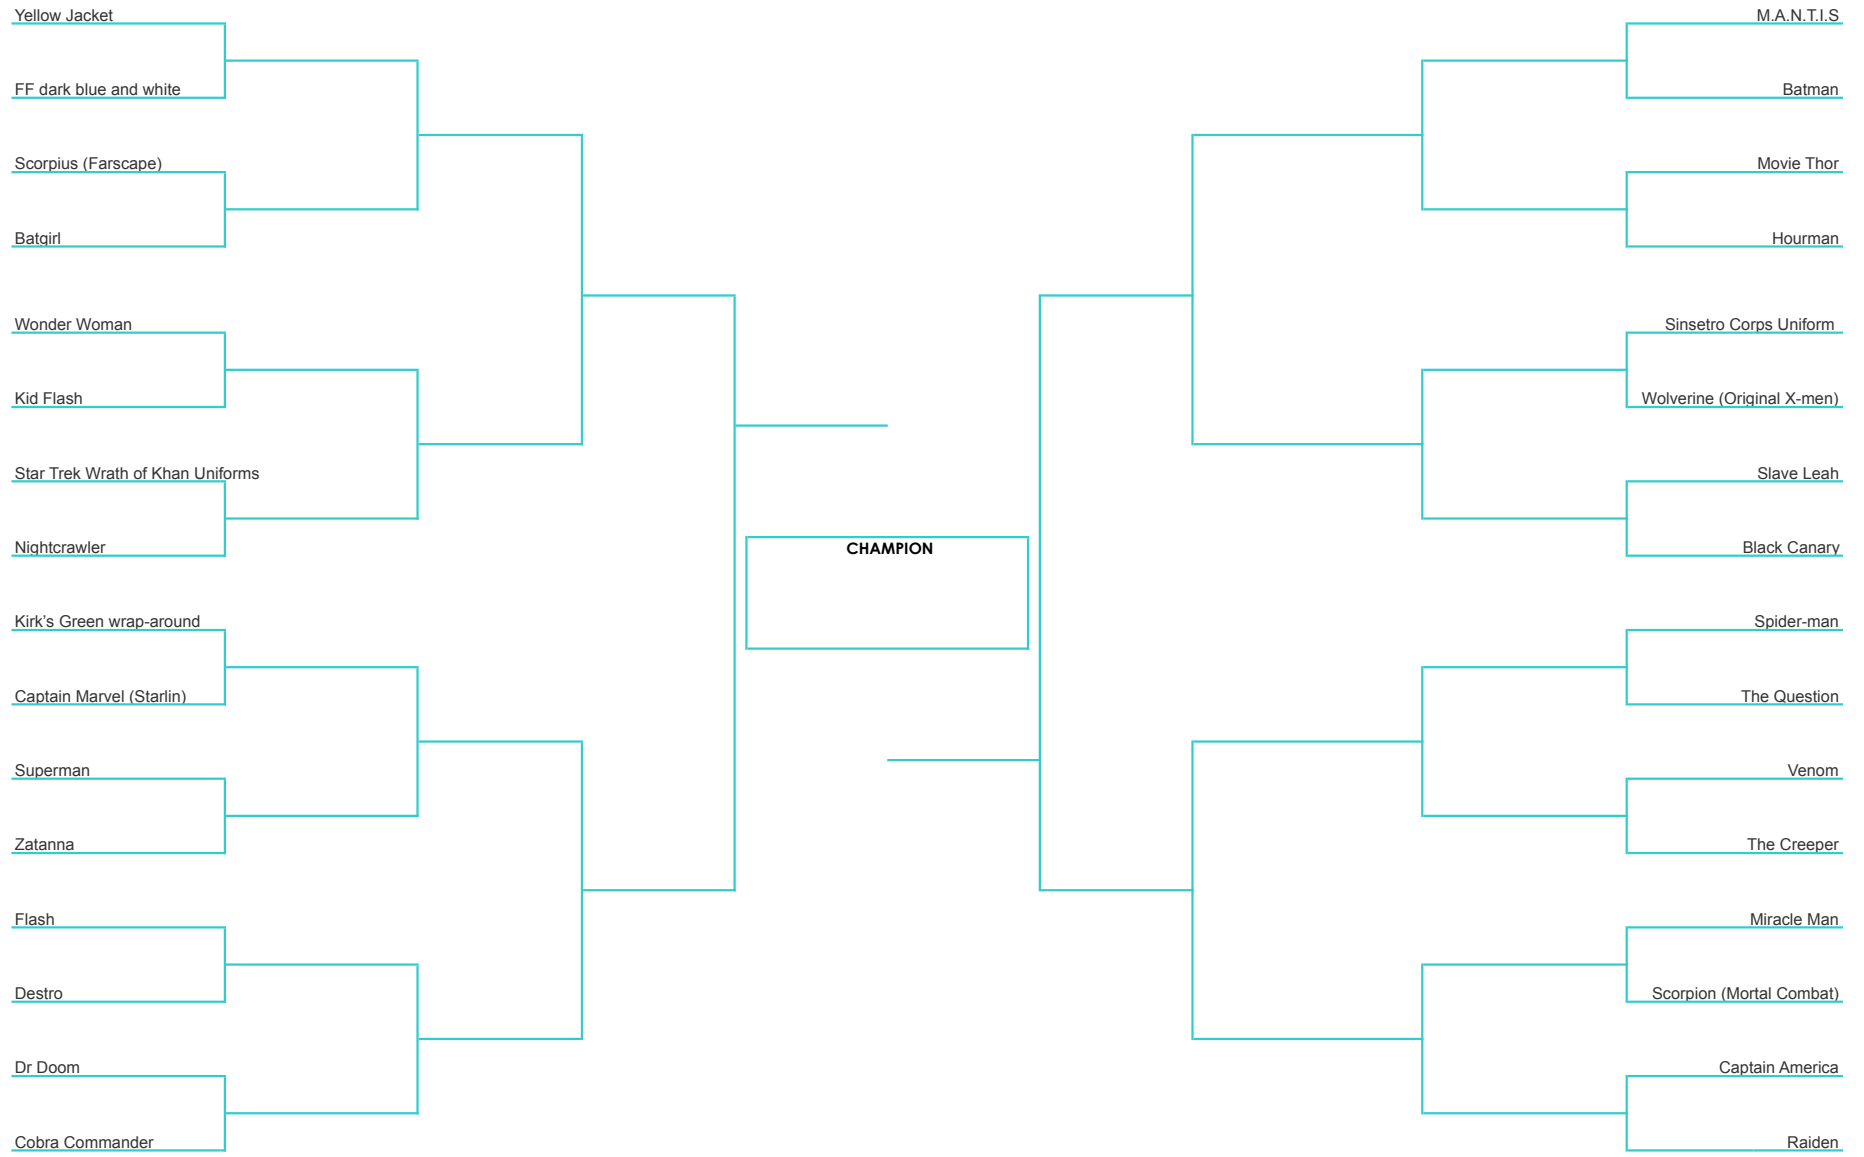 Yellow Jacket
FF dark blue and white
Scorpius (Farscape)
Batgirl
Wonder Woman
Kid Flash
Star Trek Wrath of Khan Uniforms
Nightcrawler
Kirk's Green wrap-around
Captain Marvel (Starlin)
Superman
Zatanna
Flash
Destro
Dr Doom
Cobra Commander
CHAMPION
M.A.N.T.I.S
Batman
Movie Thor
Hourman
Sinsetro Corps Uniform
Wolverine (Original X-men)
Slave Leah
Black Canary
Spider-man
The Question
Venom
The Creeper
Miracle Man
Scorpion (Mortal Combat)
Captain America
Raiden